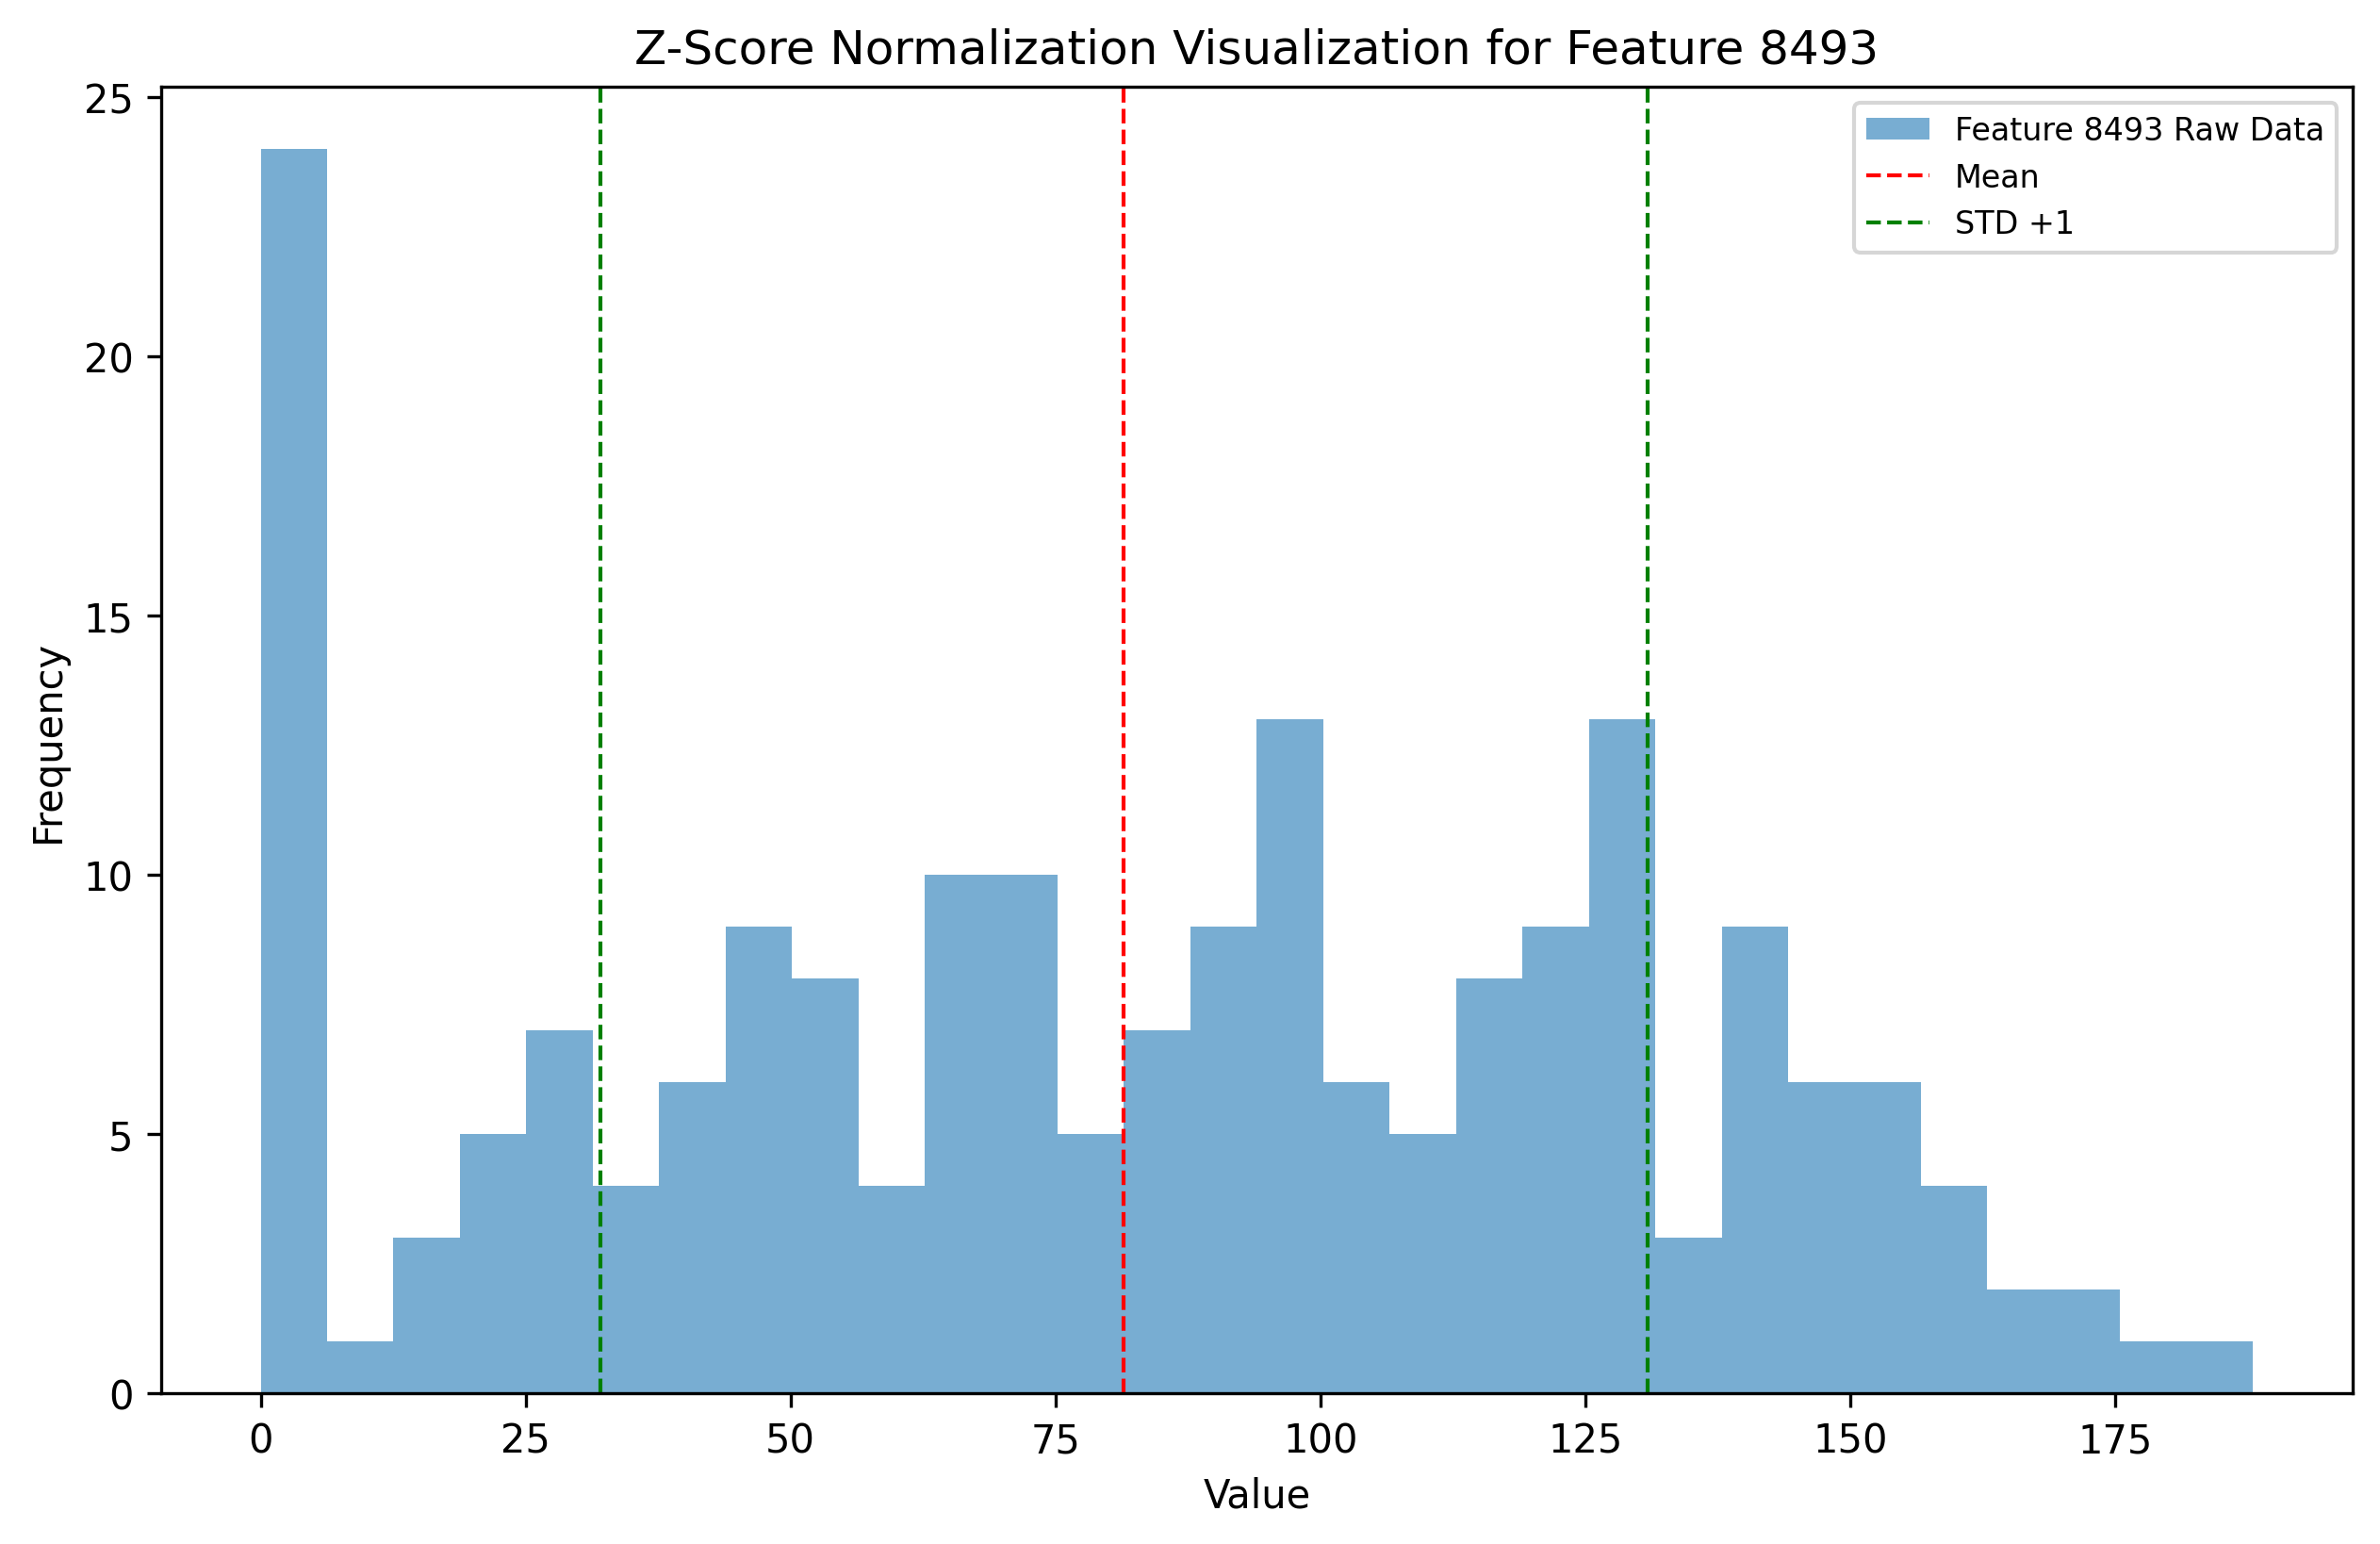 Z-Score Normalization Visualization for Feature 8493
Feature 8493 Raw Data
Mean
STD +1
25
20
15
10
5
0
Frequency
0 25 50 75 100 125 150 175
Value